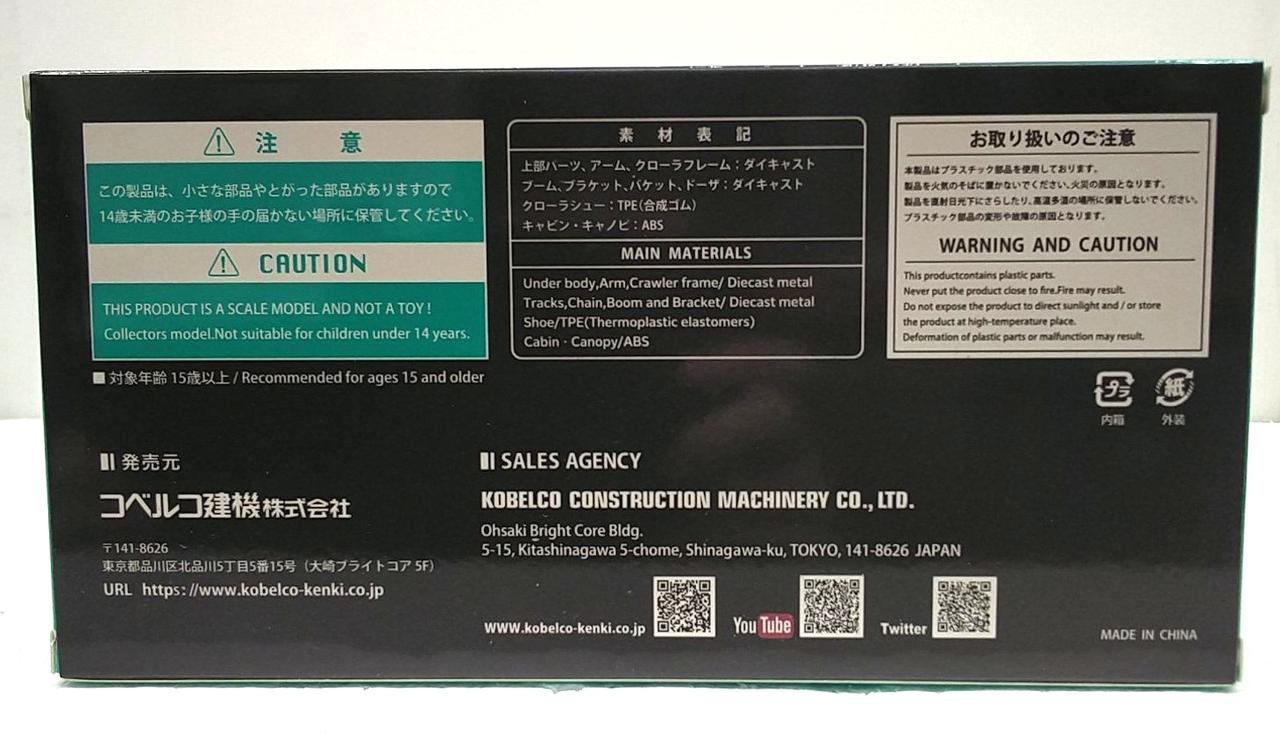 注 意
この製品は、小さな部品やとがった部品がありますので
14歳未満のお子様の手の届かない場所に保管してください。
CAUTION
THIS PRODUCT IS A SCALE MODEL AND NOT A TOY !
Collectors model.Not suitable for children under 14 years.
■ 対象年齢 15歳以上 / Recommended for ages 15 and older
素 材 表 記
上部パーツ、アーム、クローラフレーム：ダイキャスト
ブーム、ブラケット、バケット、ドーザ：ダイキャスト
クローラシュー：TPE（合成ゴム）
キャビン・キャノピ：ABS
MAIN MATERIALS
Under body,Arm,Crawler frame/ Diecast metal
Tracks,Chain,Boom and Bracket/ Diecast metal
Shoe/TPE(Thermoplastic elastomers)
Cabin・Canopy/ABS
お取り扱いのご注意
本製品はプラスチック部品を使用しております。
製品を火気のそばに置かないでください。火災の原因となります。
製品を直射日光下にさらしたり、高温多湿の場所に保管しないでください。
プラスチック部品の変形や故障の原因となります。
WARNING AND CAUTION
This productcontains plastic parts.
Never put the product close to fire.Fire may result.
Do not expose the product to direct sunlight and / or store
the product at high-temperature place.
Deformation of plastic parts or malfunction may result.
プラ 紙
内箱 外装
発売元
コベルコ建機株式会社
〒141-8626
東京都品川区北品川5丁目5番15号（大崎ブライトコア 5F）
URL https://www.kobelco-kenki.co.jp
SALES AGENCY
KOBELCO CONSTRUCTION MACHINERY CO., LTD.
Ohsaki Bright Core Bldg.
5-15, Kitashinagawa 5-chome, Shinagawa-ku, TOKYO, 141-8626 JAPAN
www.kobelco-kenki.co.jp
YouTube
Twitter
MADE IN CHINA